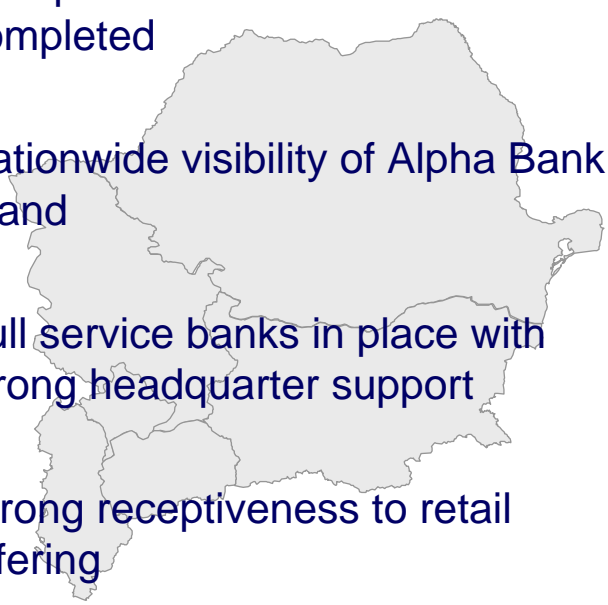 ompleted
ationwide visibility of Alpha Bank
and
ull service banks in place with
rong headquarter support
rong receptiveness to retail
fering